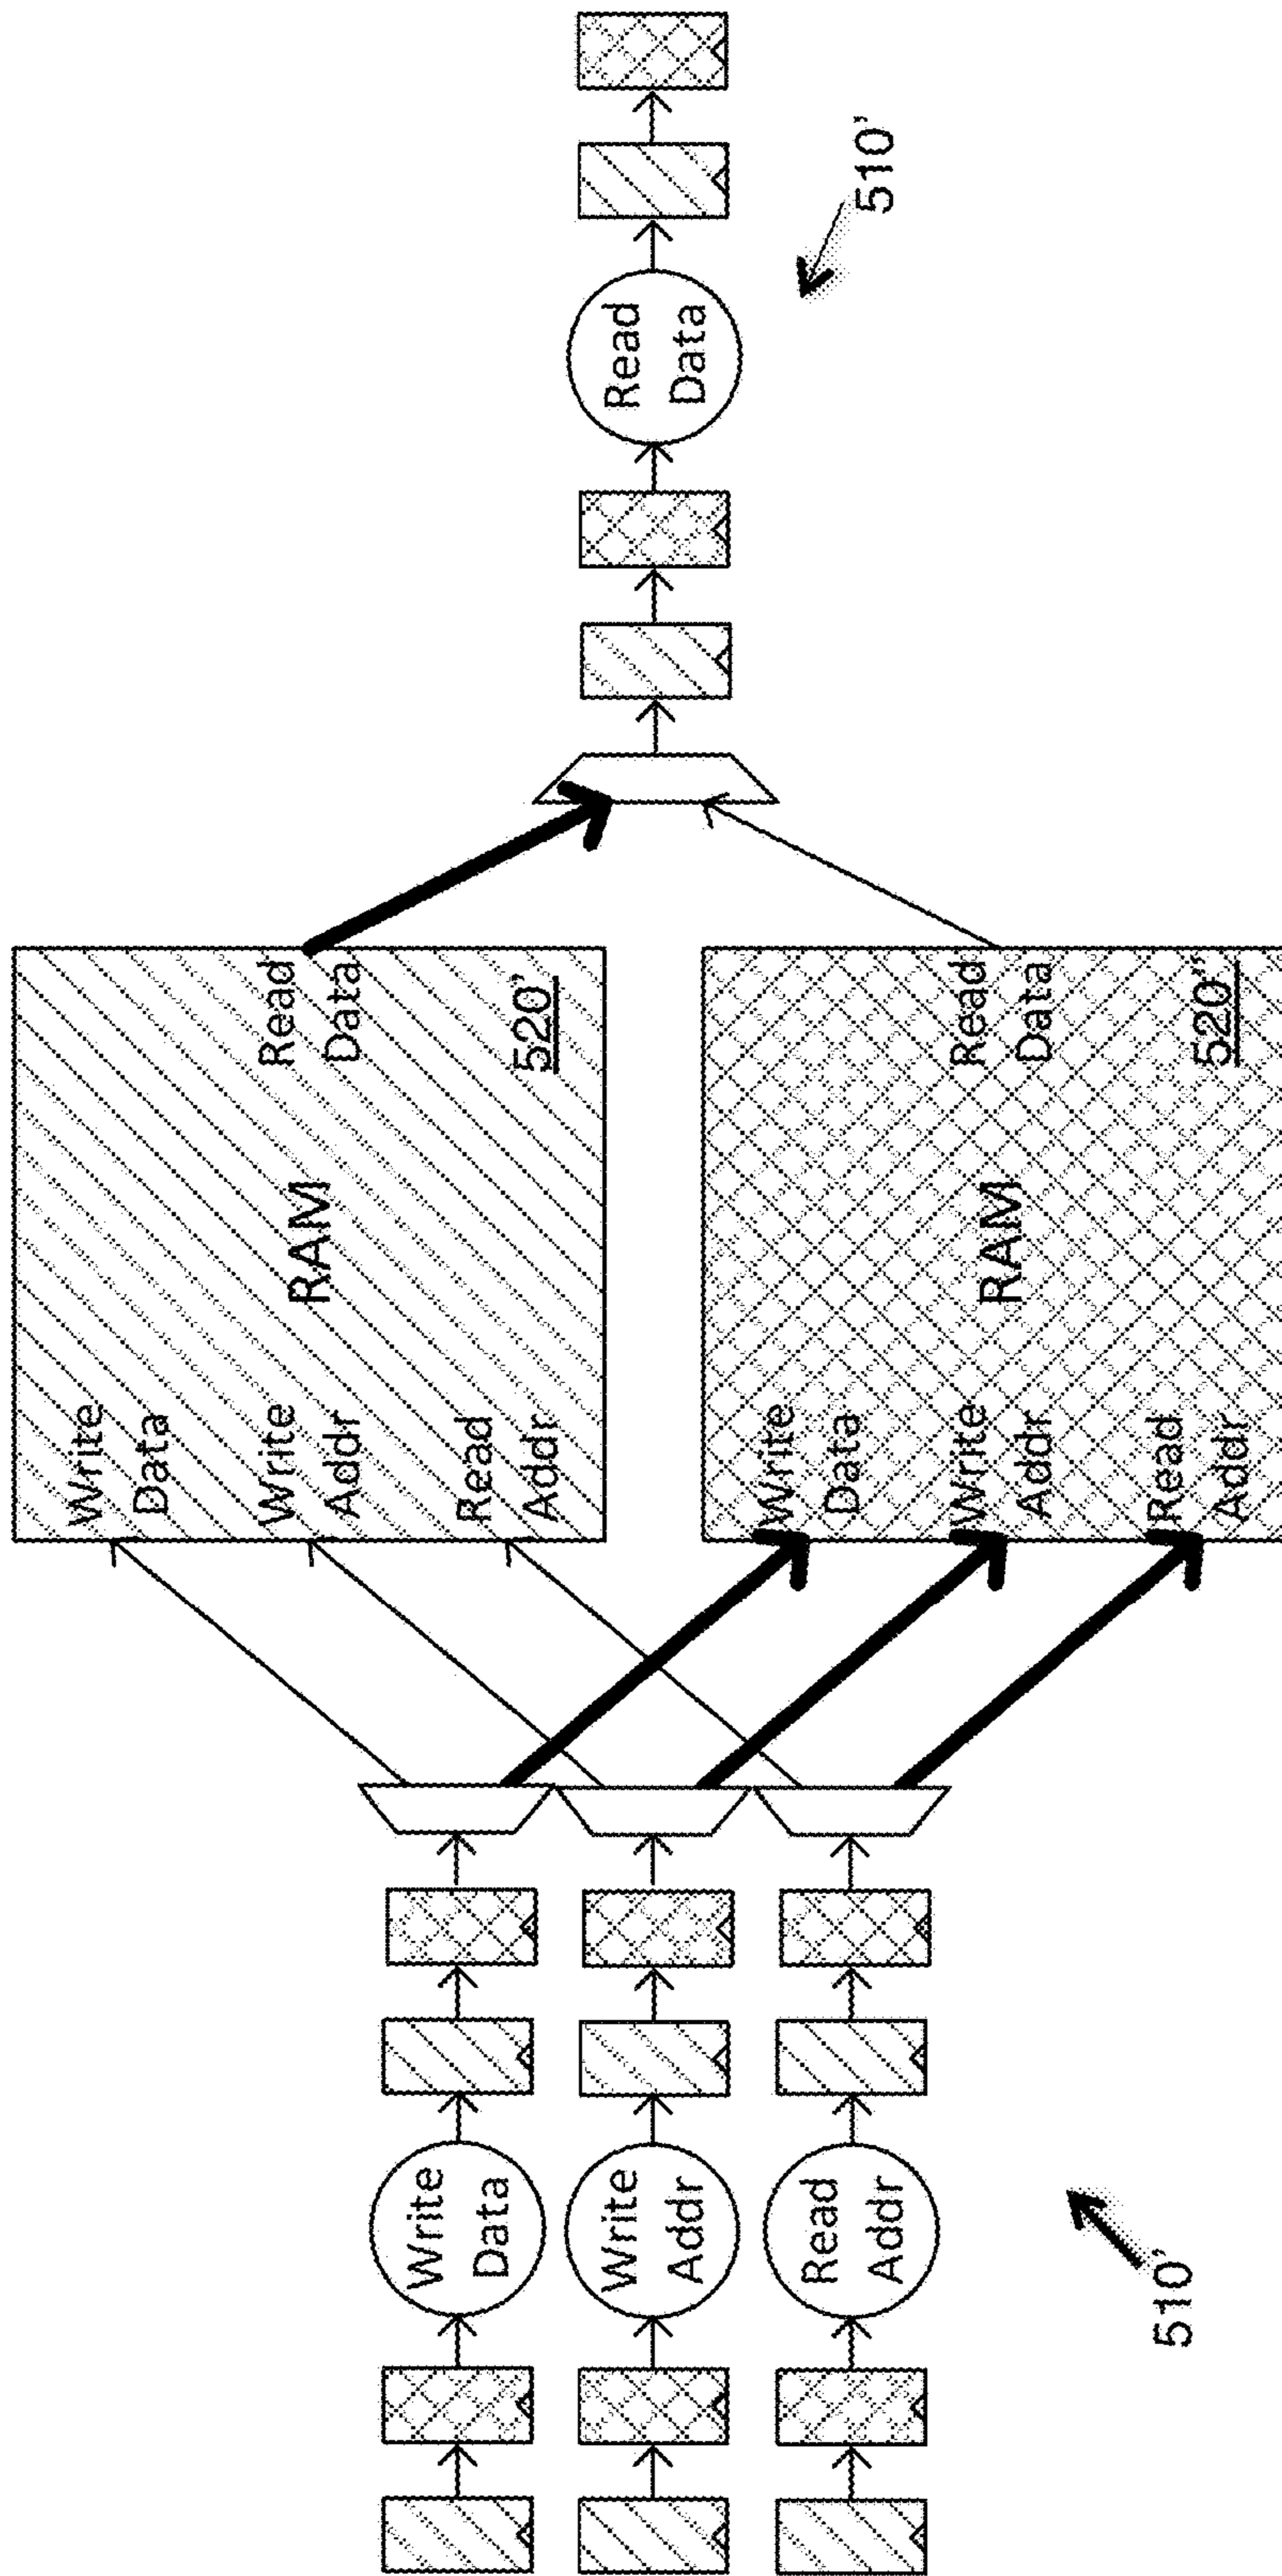 Write
Data
Write
Addr
Read
Addr
510'
Write
Data
Write
Addr
Read
Addr
RAM
Read
Data
520'
Write
Data
Write
Addr
Read
Addr
RAM
Read
Data
520"
Read
Data
510'